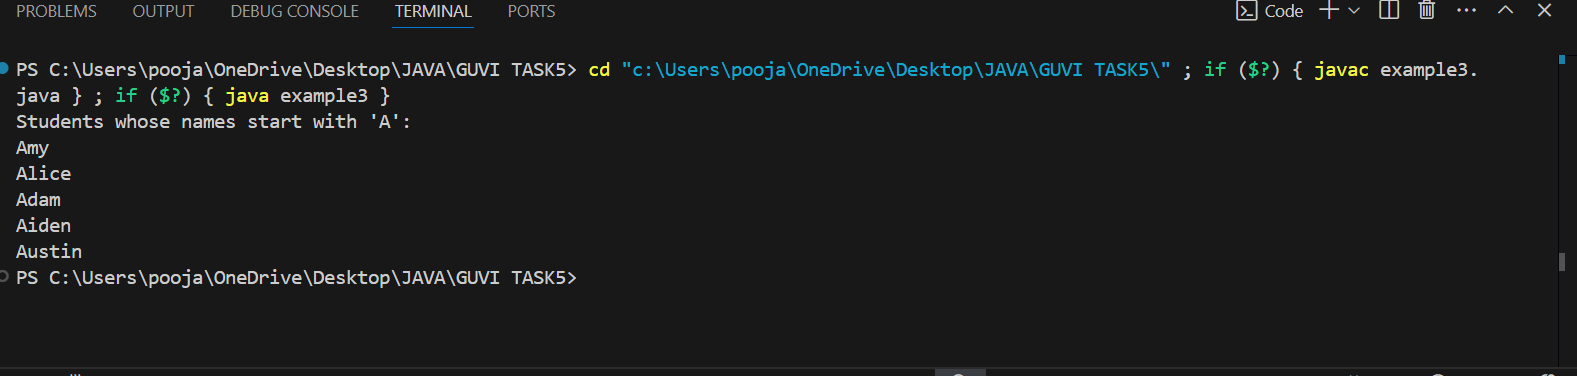 PROBLEMS OUTPUT DEBUG CONSOLE TERMINAL PORTS Code
PS C:\Users\pooja\OneDrive\Desktop\JAVA\GUVI TASK5> cd "c:\Users\pooja\OneDrive\Desktop\JAVA\GUVI TASK5\" ; if ($?) { javac example3.
java } ; if ($?) { java example3 }
Students whose names start with 'A':
Amy
Alice
Adam
Aiden
Austin
PS C:\Users\pooja\OneDrive\Desktop\JAVA\GUVI TASK5>